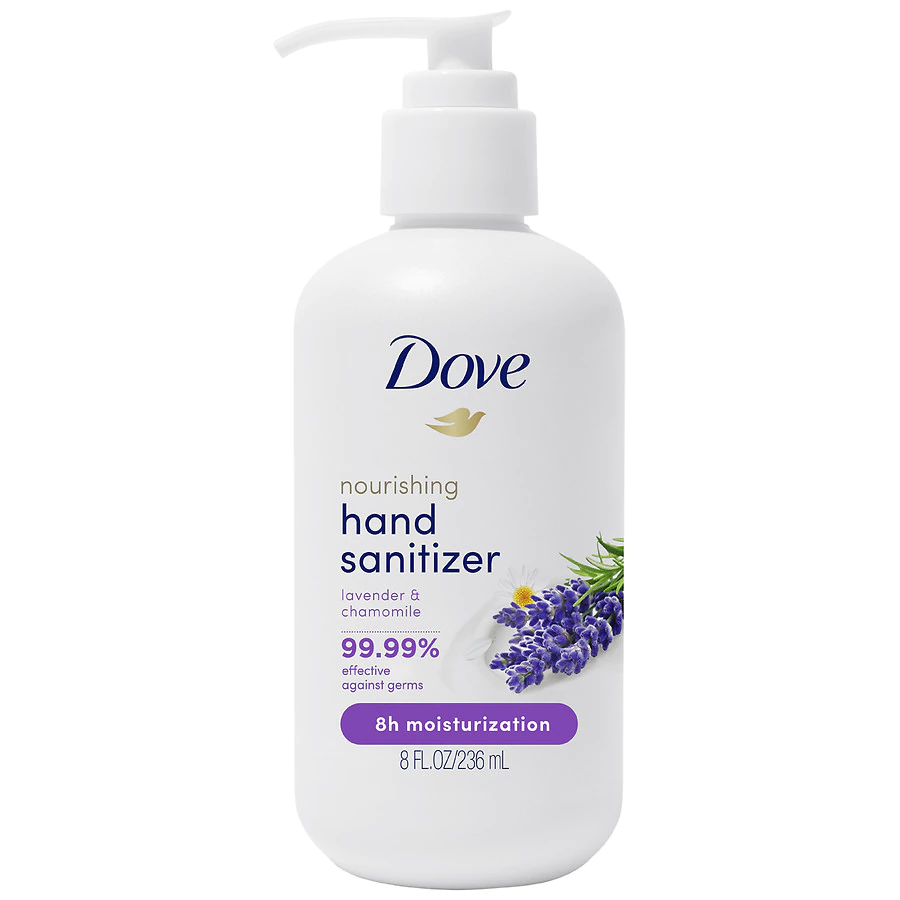 Dove
nourishing
hand
sanitizer
lavender &
chamomile
99.99%
effective
against germs
8h moisturization
8 FL.OZ/236 mL